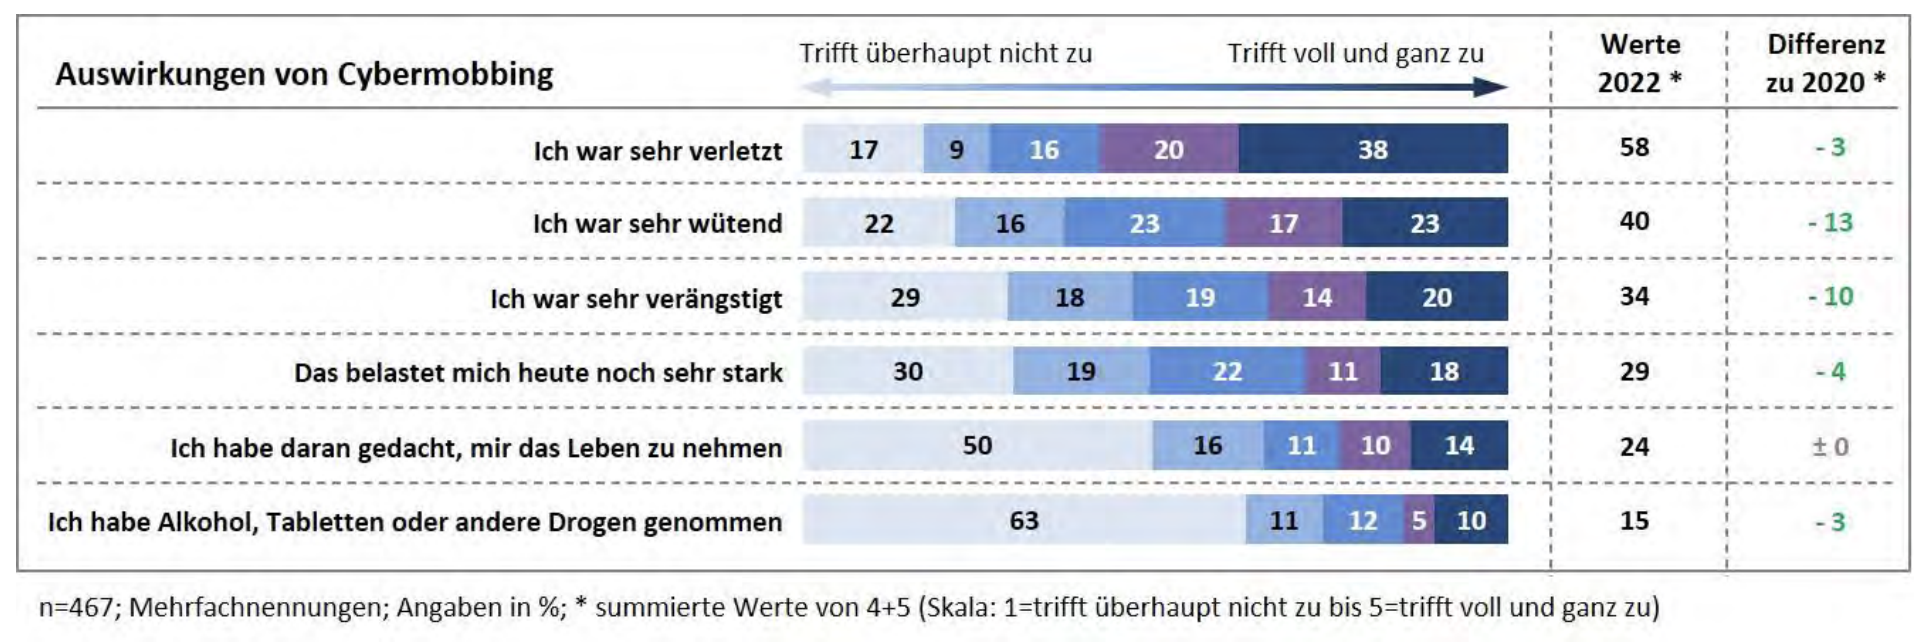 Auswirkungen von Cybermobbing
Trifft überhaupt nicht zu Trifft voll und ganz zu
Werte 2022 *
Differenz zu 2020 *
Ich war sehr verletzt 17 9 16 20 38 58 - 3
Ich war sehr wütend 22 16 23 17 23 40 - 13
Ich war sehr verängstigt 29 18 19 14 20 34 - 10
Das belastet mich heute noch sehr stark 30 19 22 11 18 29 - 4
Ich habe daran gedacht, mir das Leben zu nehmen 50 16 11 10 14 24 ± 0
Ich habe Alkohol, Tabletten oder andere Drogen genommen 63 11 12 5 10 15 - 3
n=467; Mehrfachnennungen; Angaben in %; * summierte Werte von 4+5 (Skala: 1=trifft überhaupt nicht zu bis 5=trifft voll und ganz zu)